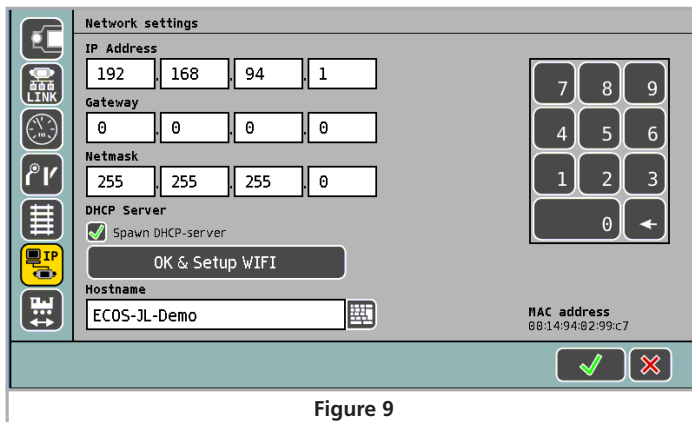 Network settings
IP Address
192 . 168 . 94 . 1
Gateway
0 . 0 . 0 . 0
Netmask
255 . 255 . 255 . 0
DHCP Server
Spawn DHCP-server
OK & Setup WIFI
Hostname
ECOS-JL-Demo
LINK
IP
7 8 9
4 5 6
1 2 3
0
MAC address
00:14:94:02:99:c7
Figure 9